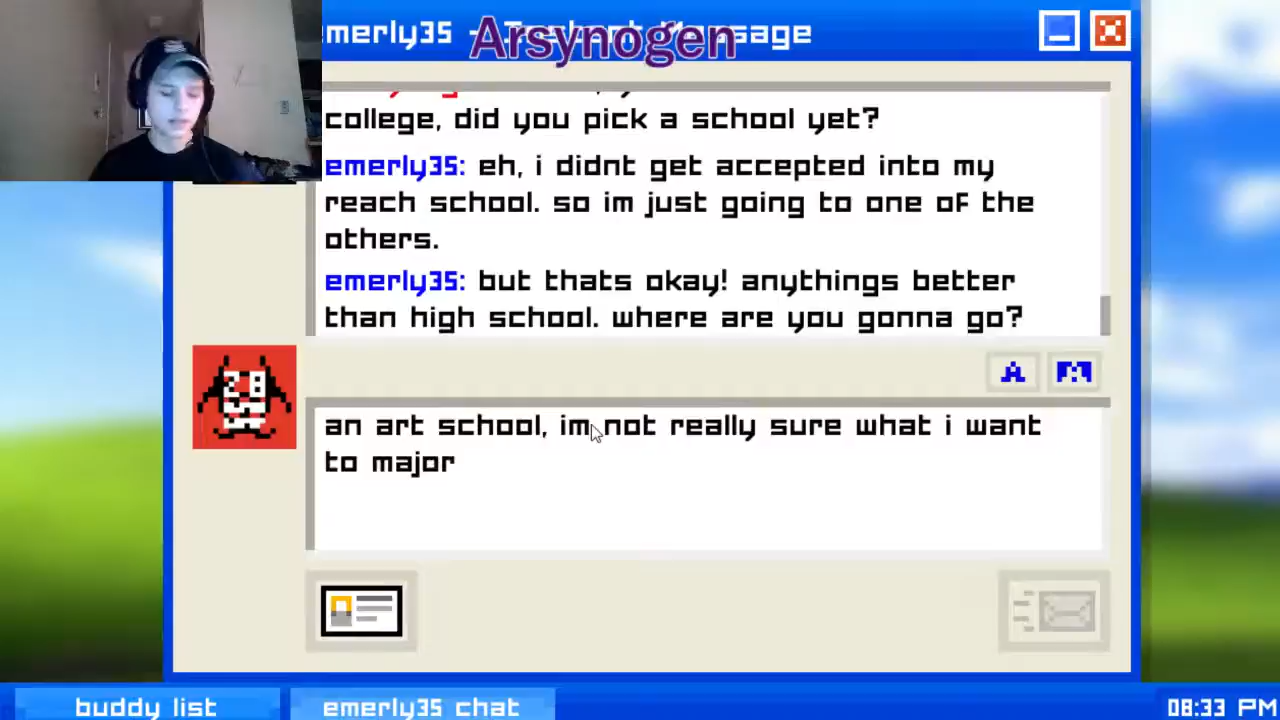 emerly35 - Instant Message
Arsynogen
college, did you pick a school yet?
emerly35: eh, i didnt get accepted into my
reach school. so im just going to one of the
others.
emerly35: but thats okay! anythings better
than high school. where are you gonna go?
A
an art school, im not really sure what i want
to major
buddy list
emerly35 chat
08:33 PM